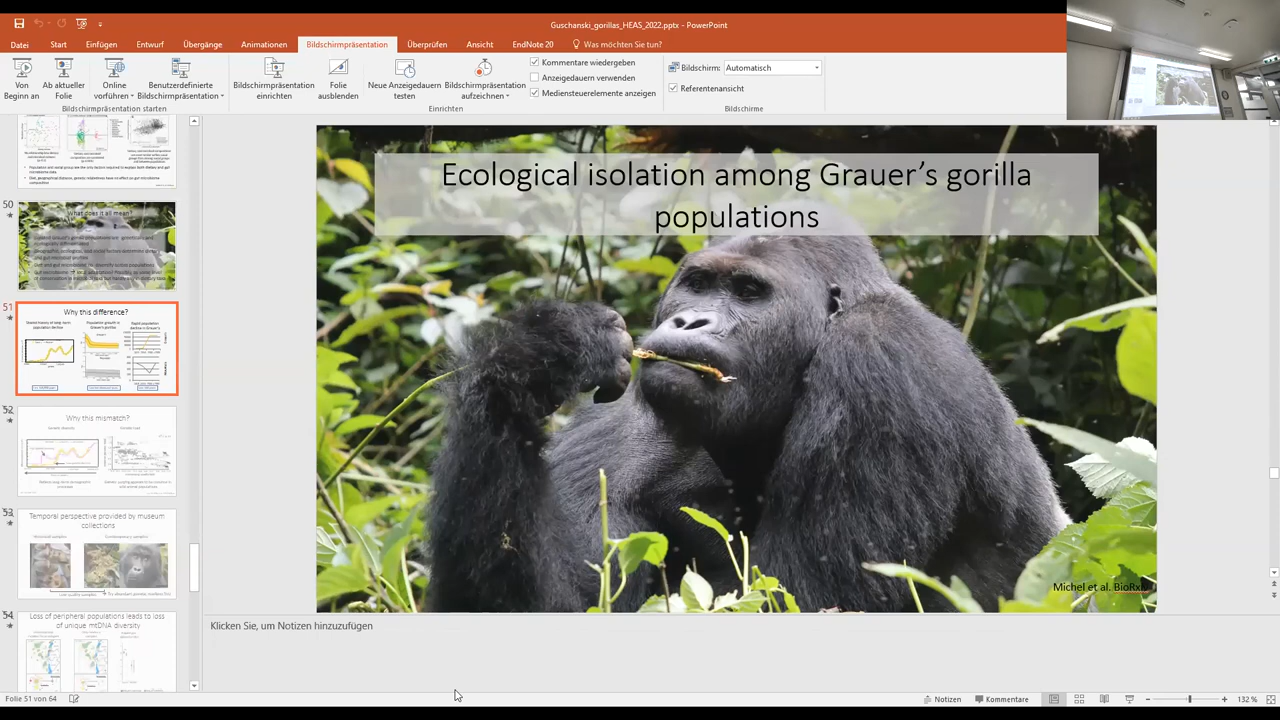 Guschanski_gorillas_HEAS_2022.pptx - PowerPoint
Datei Start Einfügen Entwurf Übergänge Animationen Bildschirmpräsentation Überprüfen Ansicht EndNote 20 Was möchten Sie tun?
Von Beginn an
Ab aktueller Folie
Online vorführen
Benutzerdefinierte Bildschirmpräsentation
Bildschirmpräsentation starten
Bildschirmpräsentation einrichten
Folie ausblenden
Neue Anzeigedauern testen
Bildschirmpräsentation aufzeichnen
Kommentare wiedergeben
Anzeigedauern verwenden
Mediensteuerelemente anzeigen
Einrichten
Bildschirm: Automatisch
Referentenansicht
Bildschirme
50
What does it all mean?
51
Why this difference?
52
Why this mismatch?
53
Temporal perspective provided by museum
collections
54
Loss of peripheral populations leads to loss
of unique mtDNA diversity
Ecological isolation among Grauer´s gorilla
populations
Michel et al. BioRxiv
Klicken Sie, um Notizen hinzuzufügen
Folie 51 von 64
Notizen Kommentare 132 %